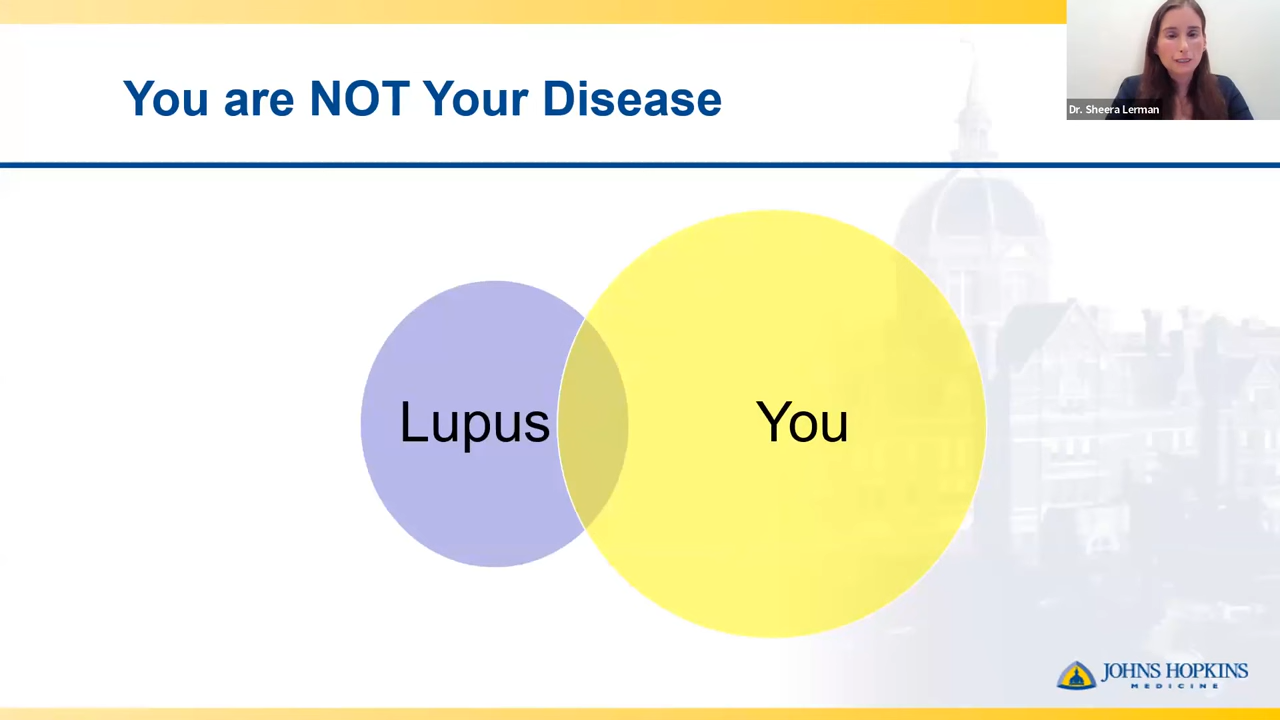 You are NOT Your Disease
Dr. Sheera Lerman
Lupus
You
JOHNS HOPKINS
MEDICINE